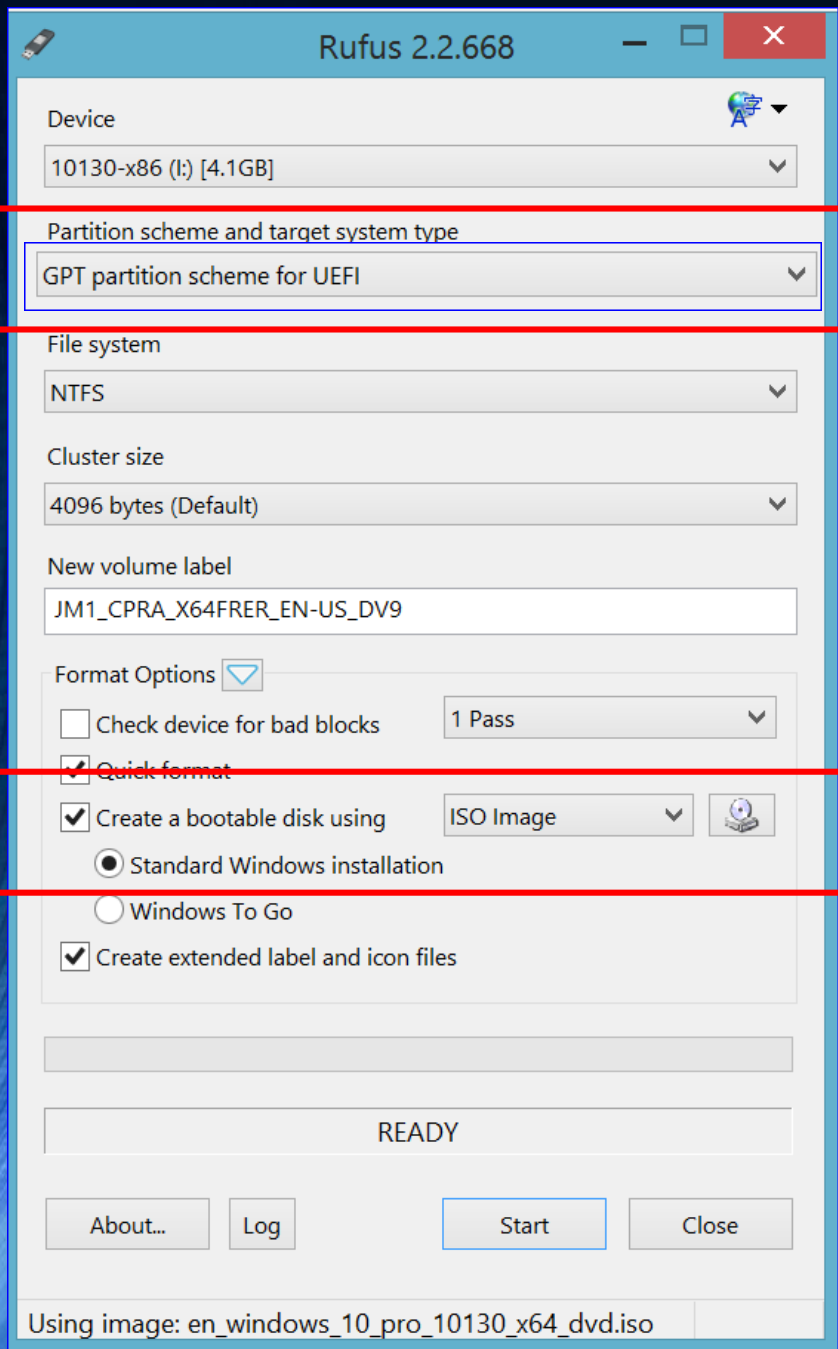 Rufus 2.2.668
Device
10130-x86 (I:) [4.1GB]
Partition scheme and target system type
GPT partition scheme for UEFI
File system
NTFS
Cluster size
4096 bytes (Default)
New volume label
JM1_CPRA_X64FRER_EN-US_DV9
Format Options
Check device for bad blocks 1 Pass
Quick format
Create a bootable disk using ISO Image
Standard Windows installation
Windows To Go
Create extended label and icon files
READY
About... Log Start Close
Using image: en_windows_10_pro_10130_x64_dvd.iso